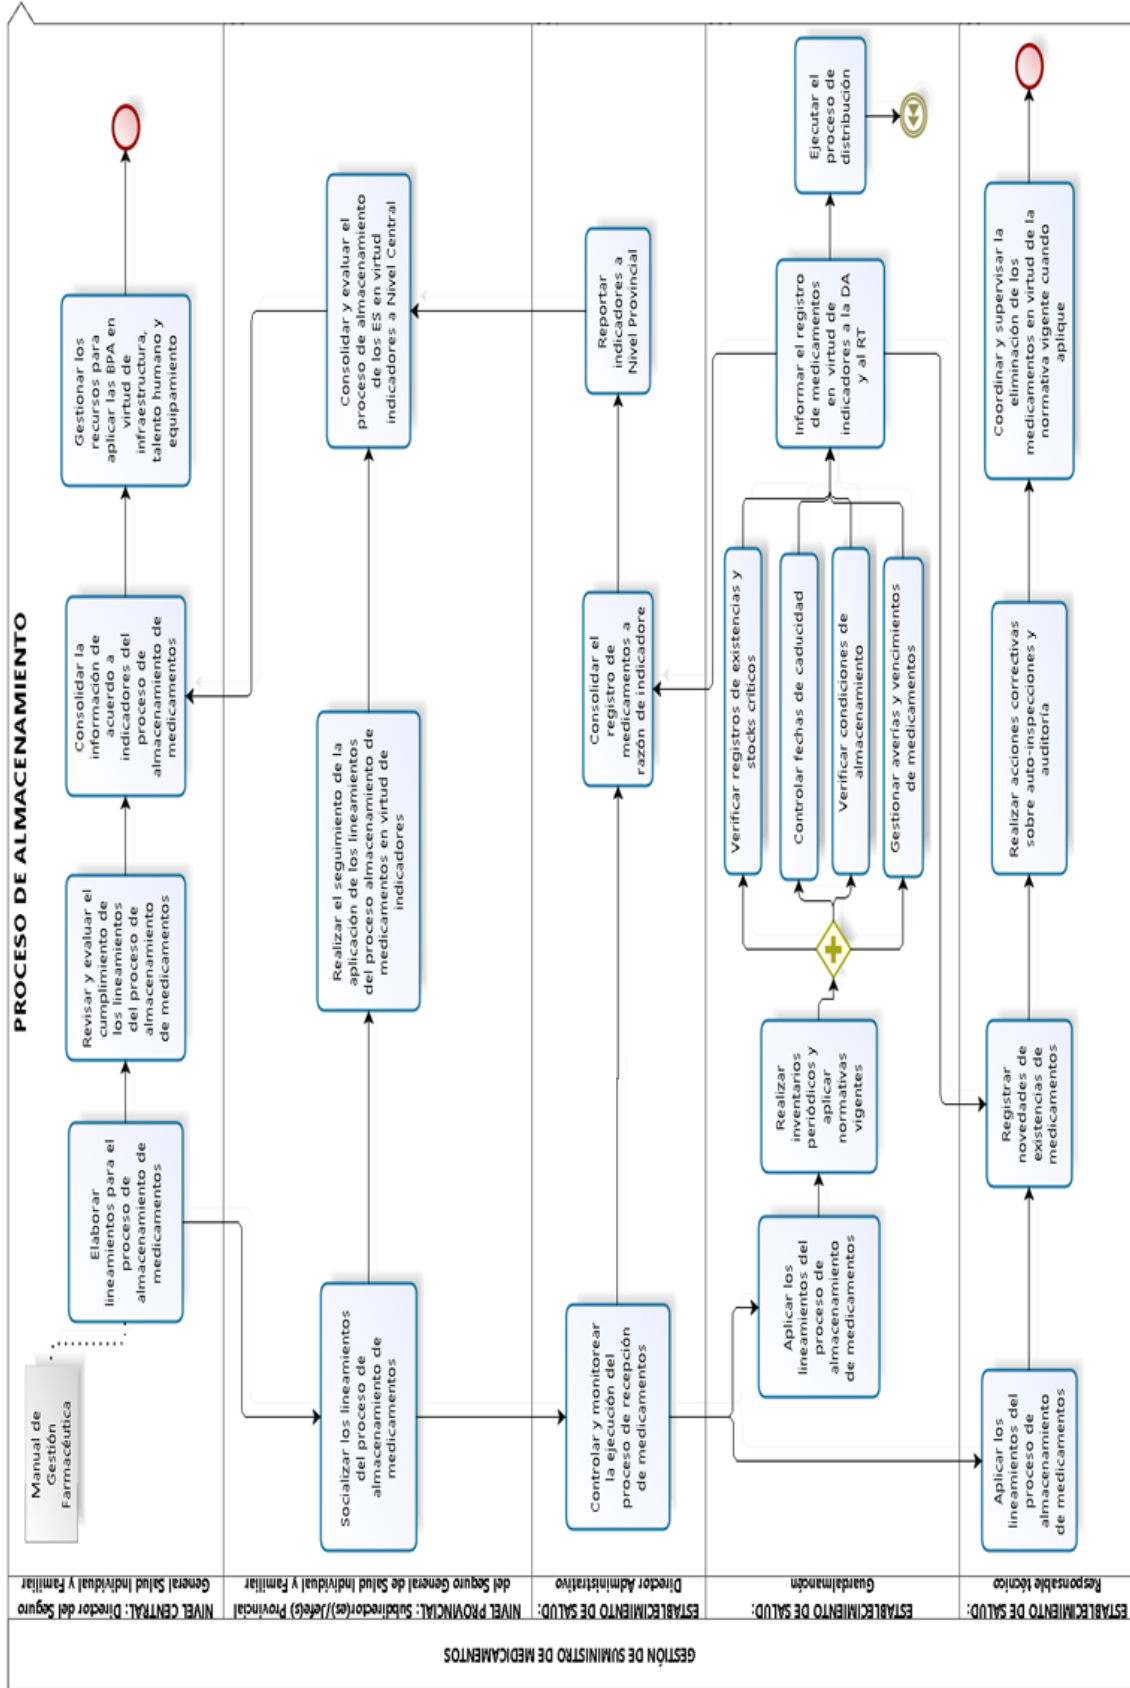 PROCESO DE ALMACENAMIENTO
GESTIÓN DE SUMINISTRO DE MEDICAMENTOS
NIVEL CENTRAL: Director del Seguro
General Salud Individual y Familiar
Manual de
Gestión
Farmacéutica
Elaborar
lineamientos para el
proceso de
almacenamiento de
medicamentos
Revisar y evaluar el
cumplimiento de
los lineamientos
del proceso de
almacenamiento
de medicamentos
Consolidar la
información de
acuerdo a
indicadores del
proceso de
almacenamiento de
medicamentos
Gestionar los
recursos para
aplicar las BPA en
virtud de
infraestructura,
talento humano y
equipamiento
NIVEL PROVINCIAL: Subdirector(es)/Jefe(s) Provincial
del Seguro General de Salud Individual y Familiar
Socializar los lineamientos
del proceso de
almacenamiento de
medicamentos
Realizar el seguimiento de la
aplicación de los lineamientos
del proceso almacenamiento de
medicamentos en virtud de
indicadores
Consolidar y evaluar el
proceso de almacenamiento
de los ES en virtud
indicadores a Nivel Central
ESTABLECIMIENTO DE SALUD:
Director Administrativo
Controlar y monitorear
la ejecución del
proceso de recepción
de medicamentos
Consolidar el
registro de
medicamentos a
razón de indicadore
Reportar
indicadores a
Nivel Provincial
ESTABLECIMIENTO DE SALUD:
Guardalmacén
Aplicar los
lineamientos del
proceso de
almacenamiento
de medicamentos
Realizar
inventarios
periódicos y
aplicar
normativas
vigentes
Verificar registros de existencias y
stocks críticos
Controlar fechas de caducidad
Verificar condiciones de
almacenamiento
Gestionar averías y vencimientos
de medicamentos
Informar el registro
de medicamentos
en virtud de
indicadores a la DA
y al RT
Ejecutar el
proceso de
distribución
ESTABLECIMIENTO DE SALUD:
Responsable técnico
Aplicar los
lineamientos del
proceso de
almacenamiento
de medicamentos
Registrar
novedades de
existencias de
medicamentos
Realizar acciones correctivas
sobre auto-inspecciones y
auditoría
Coordinar y supervisar la
eliminación de los
medicamentos en virtud de la
normativa vigente cuando
aplique